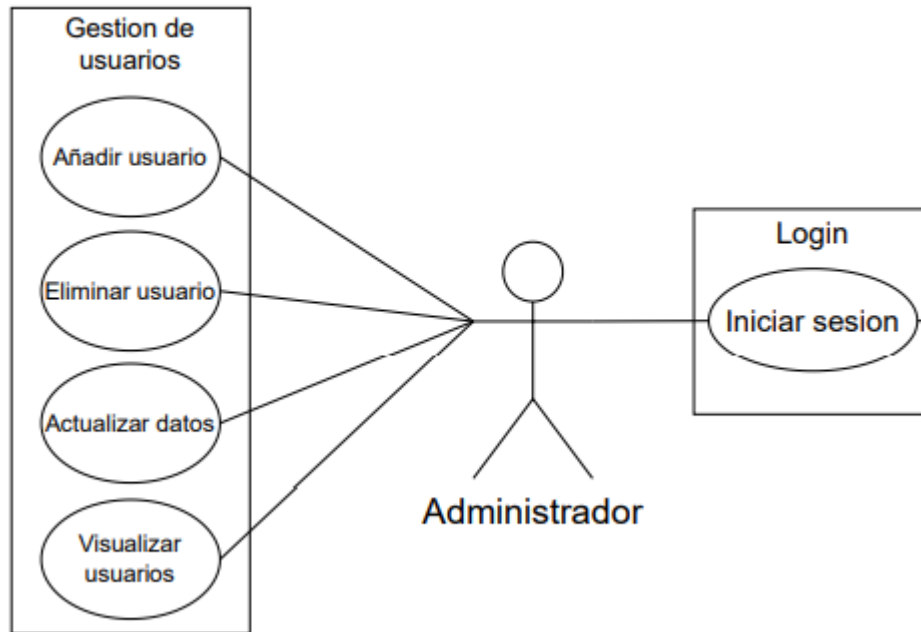 Gestion de
usuarios
Añadir usuario
Eliminar usuario
Actualizar datos
Visualizar
usuarios
Administrador
Login
Iniciar sesion